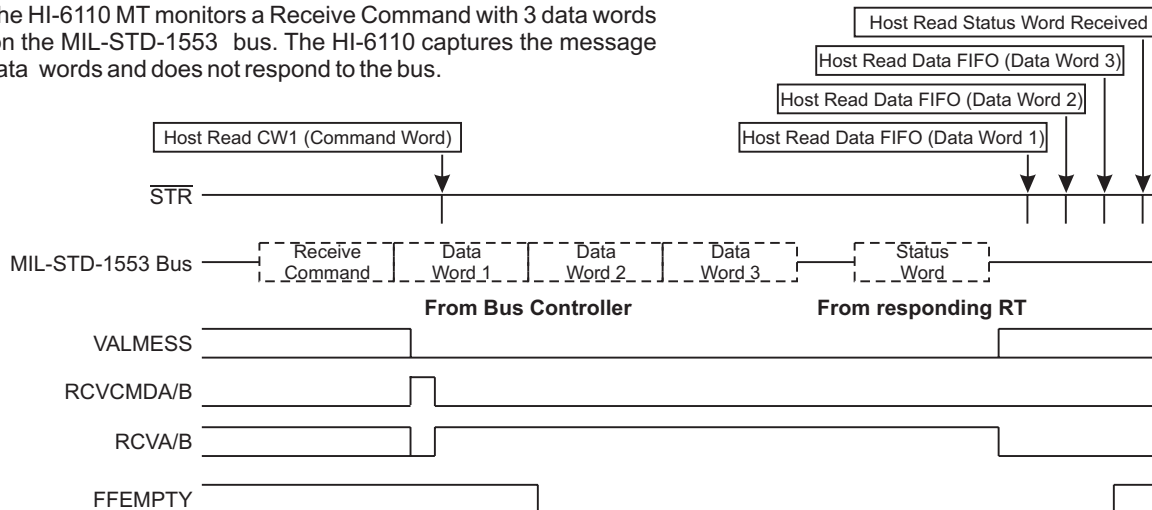 he HI-6110 MT monitors a Receive Command with 3 data words
on the MIL-STD-1553 bus. The HI-6110 captures the message
ata words and does not respond to the bus.
Host Read Status Word Received
Host Read Data FIFO (Data Word 3)
Host Read Data FIFO (Data Word 2)
Host Read CW1 (Command Word)
Host Read Data FIFO (Data Word 1)
STR
MIL-STD-1553 Bus
Receive
Command
Data
Word 1
Data
Word 2
Data
Word 3
Status
Word
From Bus Controller
From responding RT
VALMESS
RCVCMDA/B
RCVA/B
FFEMPTY